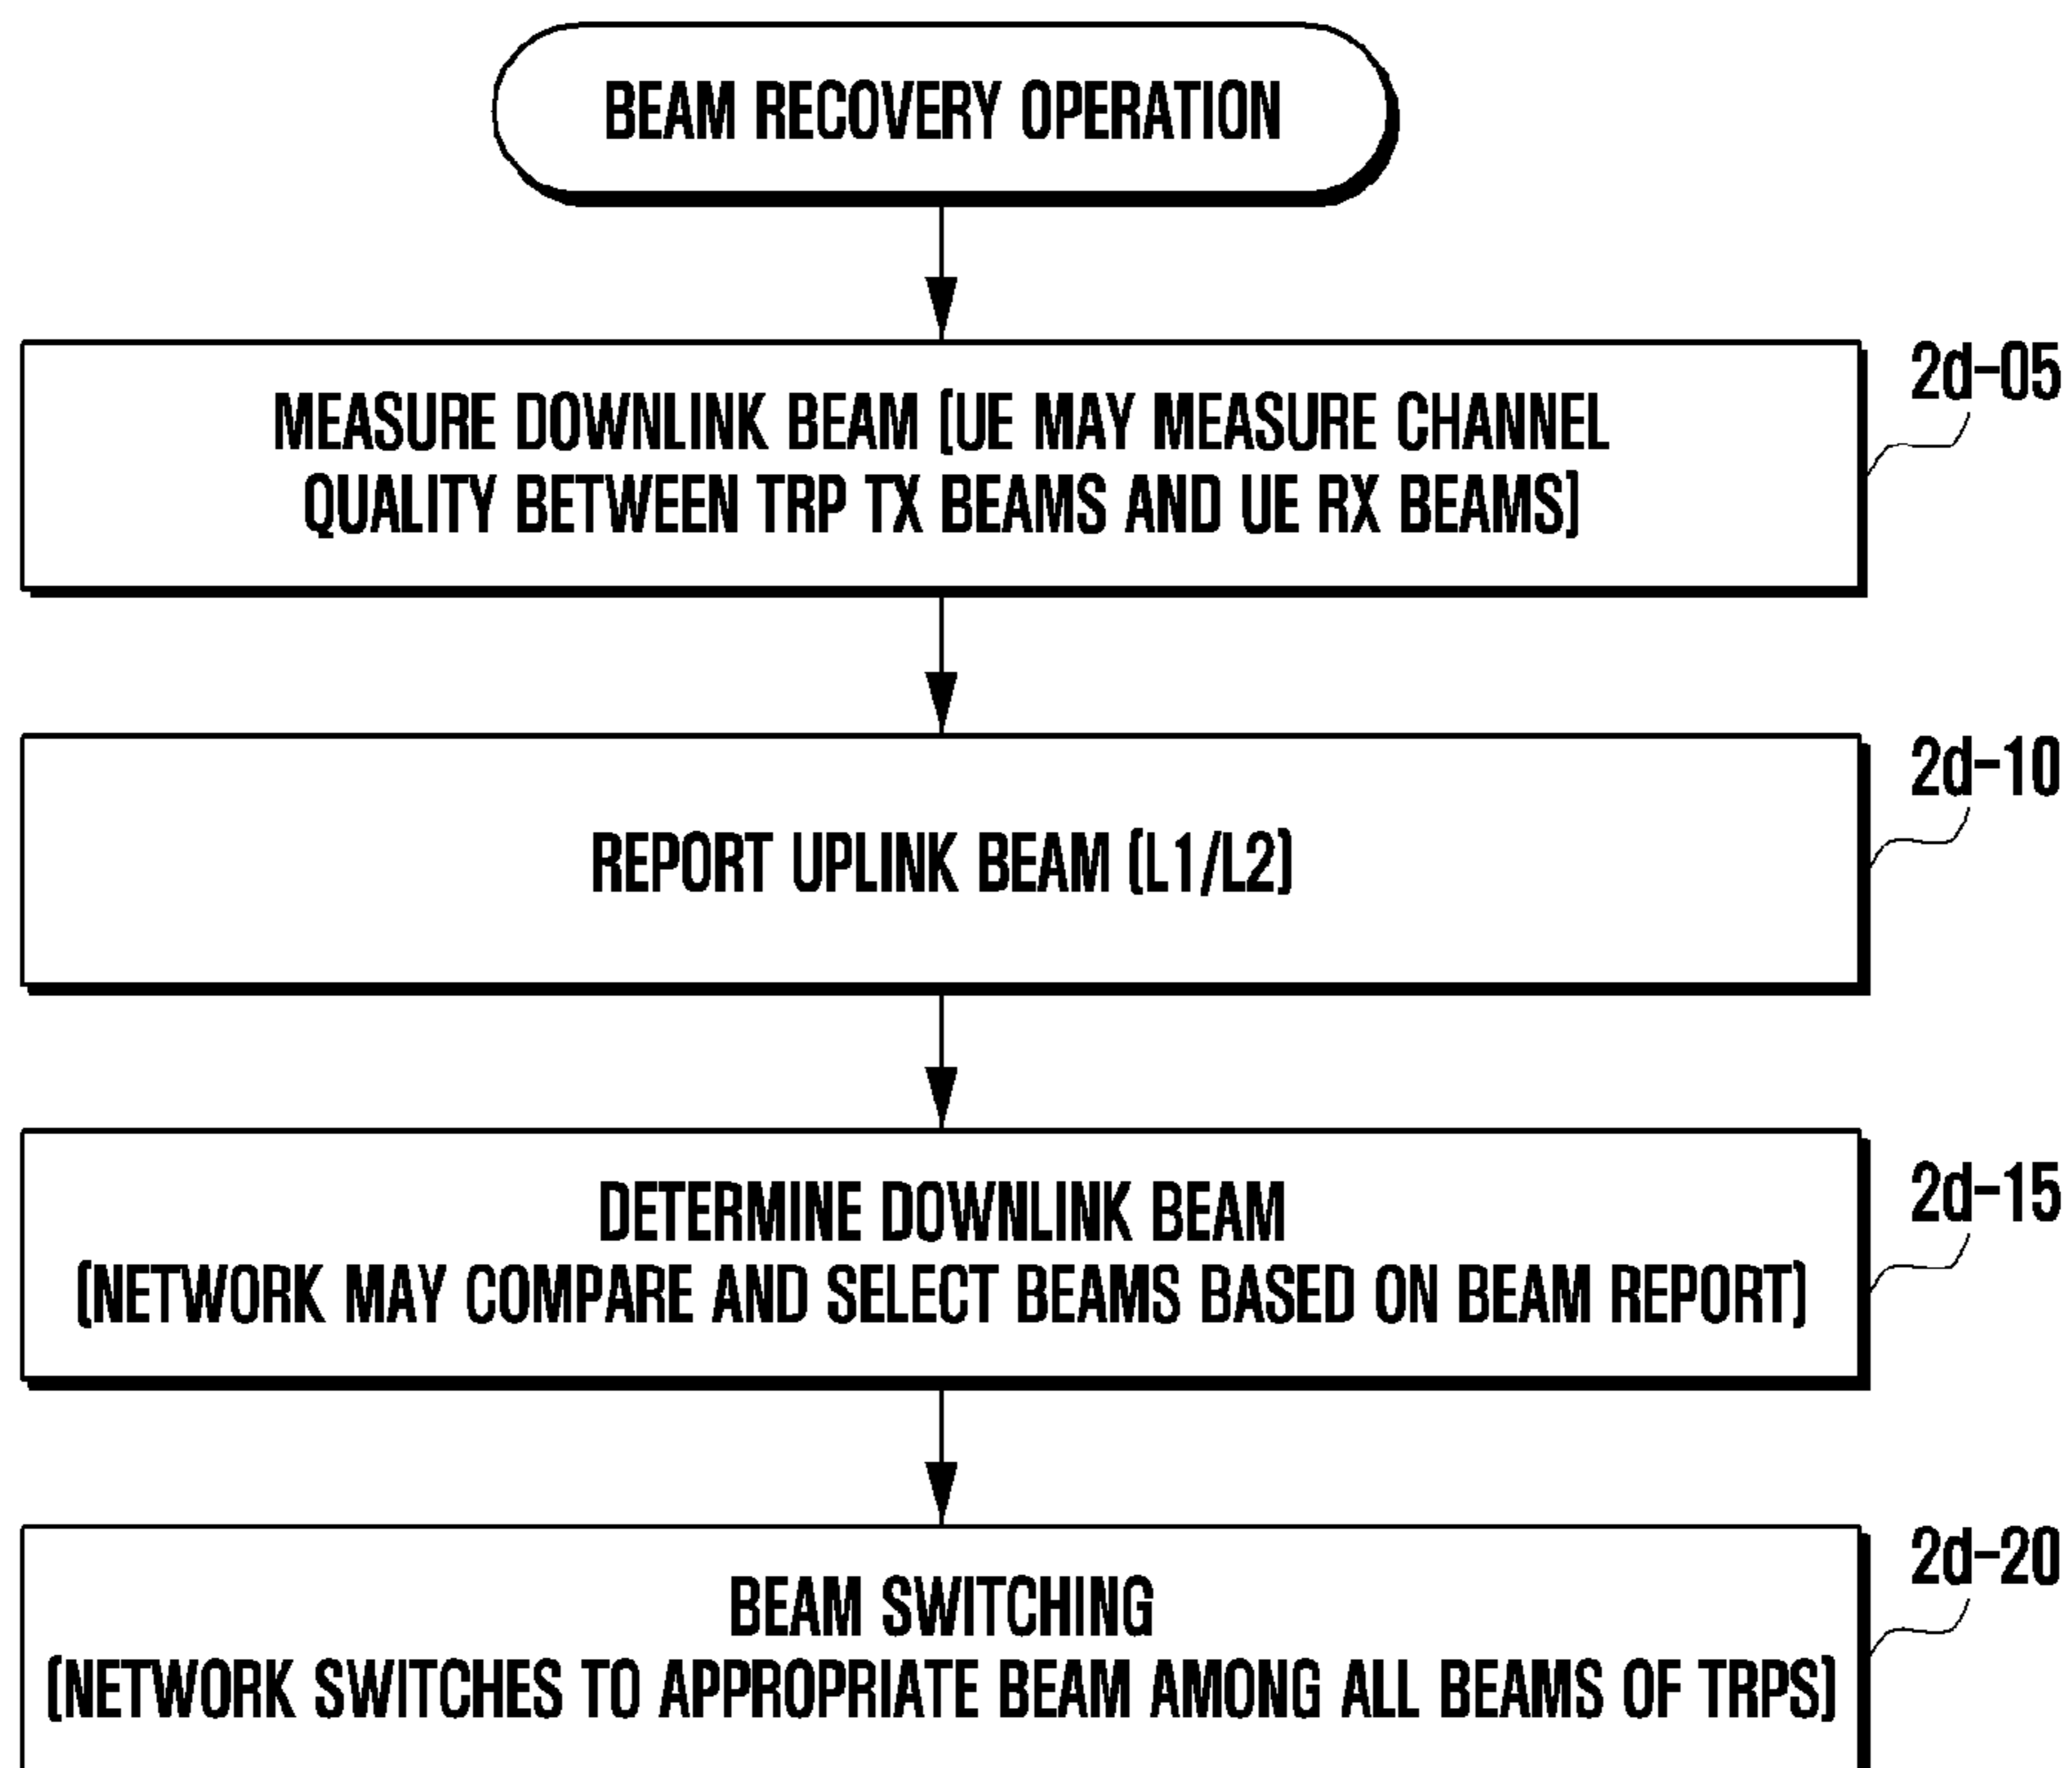 BEAM RECOVERY OPERATION
2d-05
MEASURE DOWNLINK BEAM (UE MAY MEASURE CHANNEL
QUALITY BETWEEN TRP TX BEAMS AND UE RX BEAMS)
2d-10
REPORT UPLINK BEAM (L1/L2)
2d-15
DETERMINE DOWNLINK BEAM
(NETWORK MAY COMPARE AND SELECT BEAMS BASED ON BEAM REPORT)
2d-20
BEAM SWITCHING
(NETWORK SWITCHES TO APPROPRIATE BEAM AMONG ALL BEAMS OF TRPS)